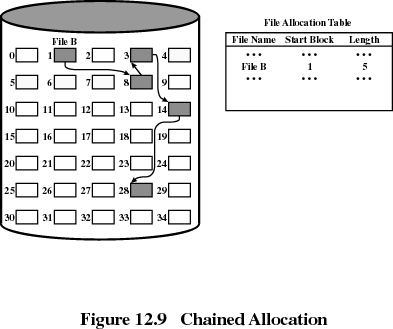 File Allocation Table
File B
File Name Start Block Length
0 1 2 3 4
• • • • • • • • •
File B 1 5
5 6 7 8 9
• • • • • • • • •
10 11 12 13 14
15 16 17 18 19
20 21 22 23 24
25 26 27 28 29
30 31 32 33 34
Figure 12.9 Chained Allocation